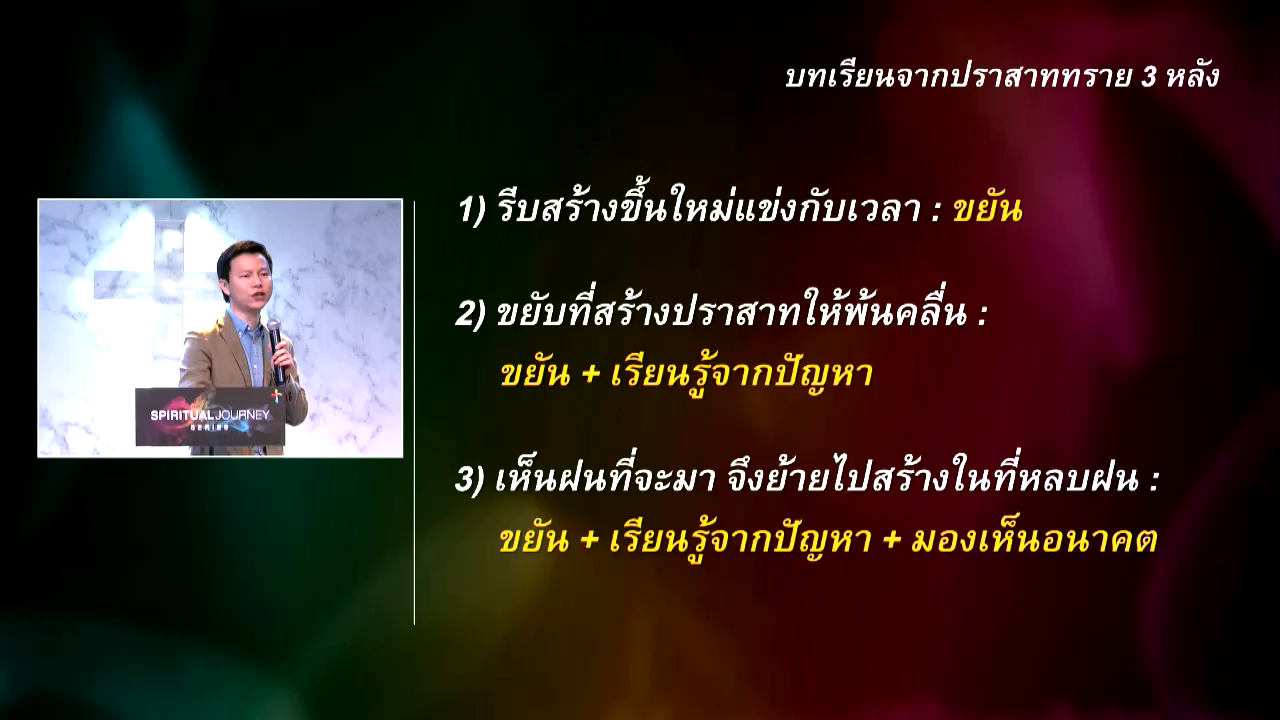 บทเรียนจากปราสาททราย 3 หลัง
1) รีบสร้างขึ้นใหม่แข่งกับเวลา : ขยัน
2) ขยับที่สร้างปราสาทให้พ้นคลื่น :
ขยัน + เรียนรู้จากปัญหา
3) เห็นฝนที่จะมา จึงย้ายไปสร้างในที่หลบฝน :
ขยัน + เรียนรู้จากปัญหา + มองเห็นอนาคต
SPIRITUALJOURNEY
SERIES